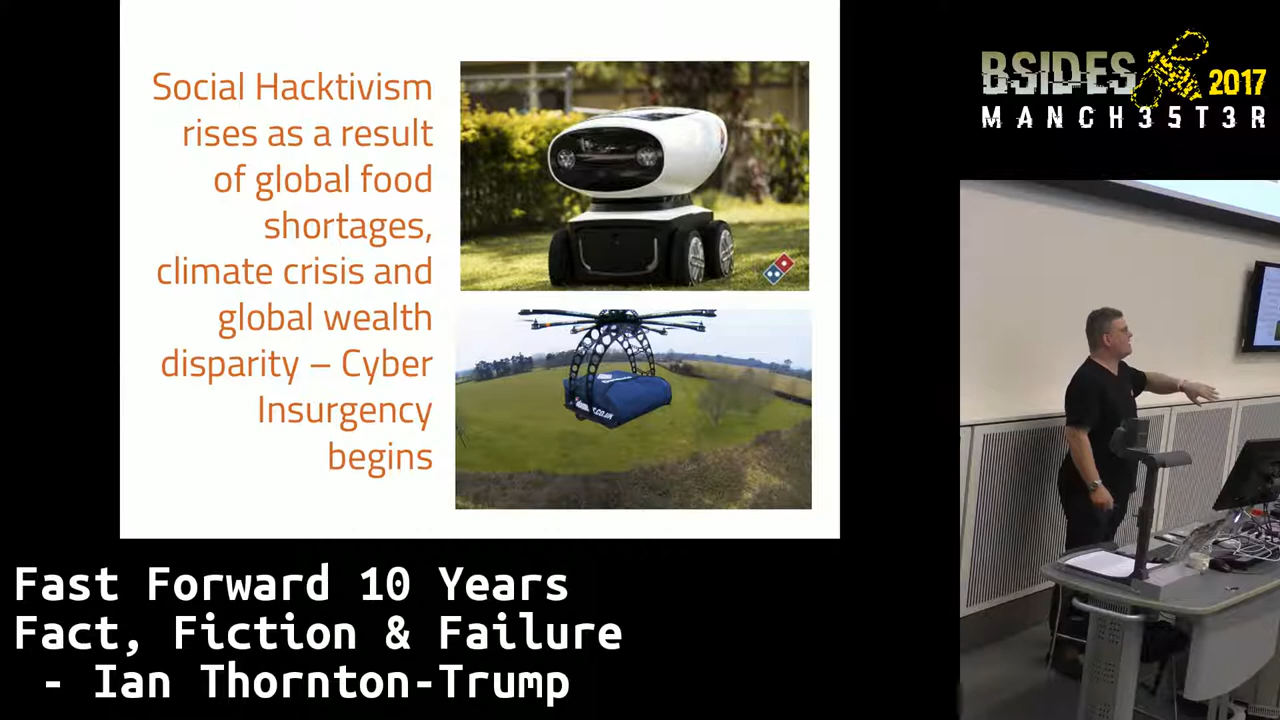 Social Hacktivism
rises as a result
of global food
shortages,
climate crisis and
global wealth
disparity – Cyber
Insurgency
begins
BSIDES
2017
MANCH35T3R
Fast Forward 10 Years
Fact, Fiction & Failure
- Ian Thornton-Trump